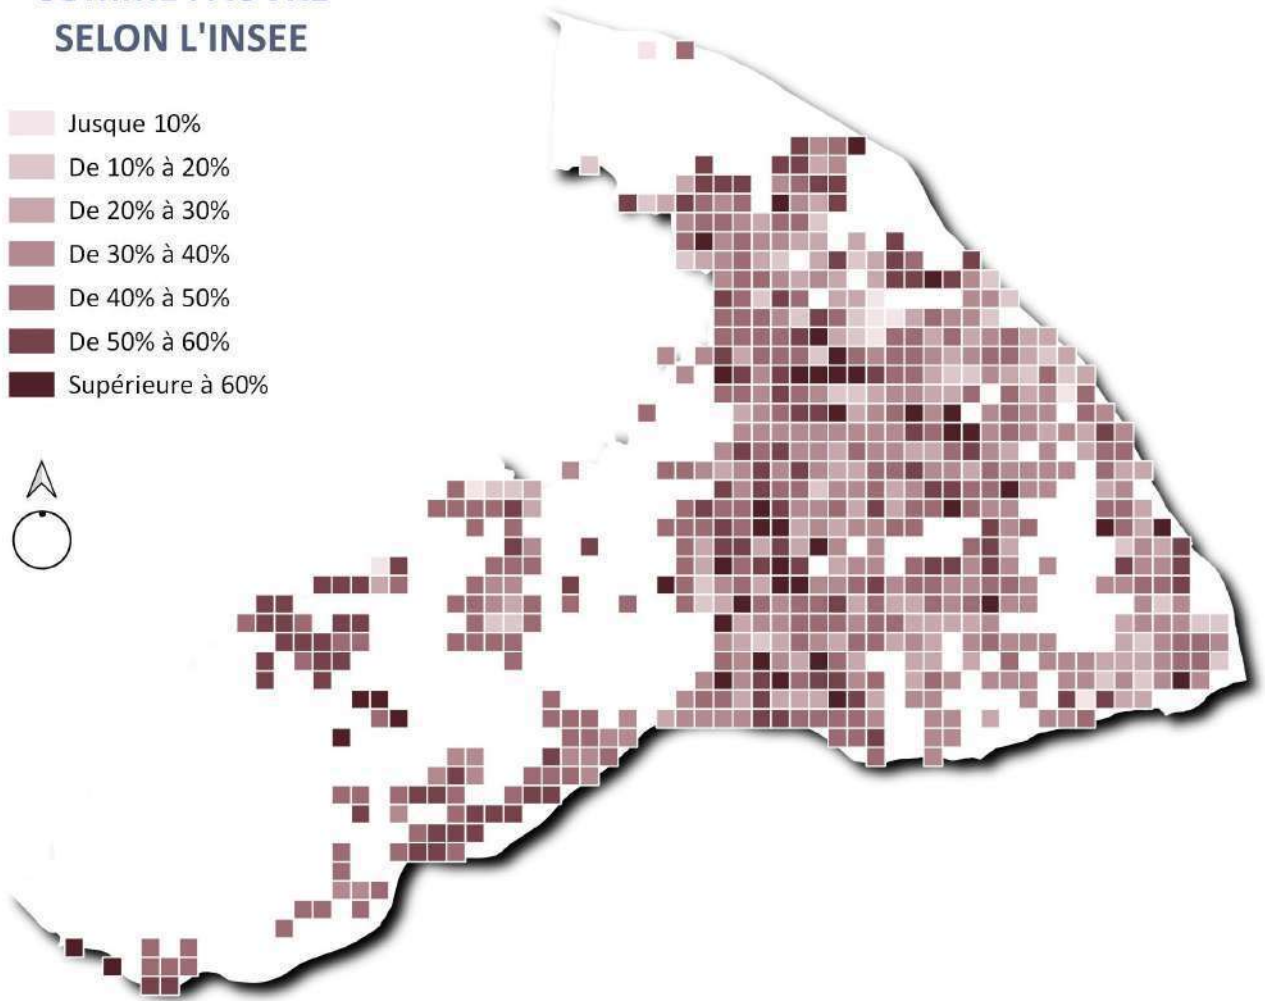 SELON L'INSEE
Jusque 10%
De 10% à 20%
De 20% à 30%
De 30% à 40%
De 40% à 50%
De 50% à 60%
Supérieure à 60%